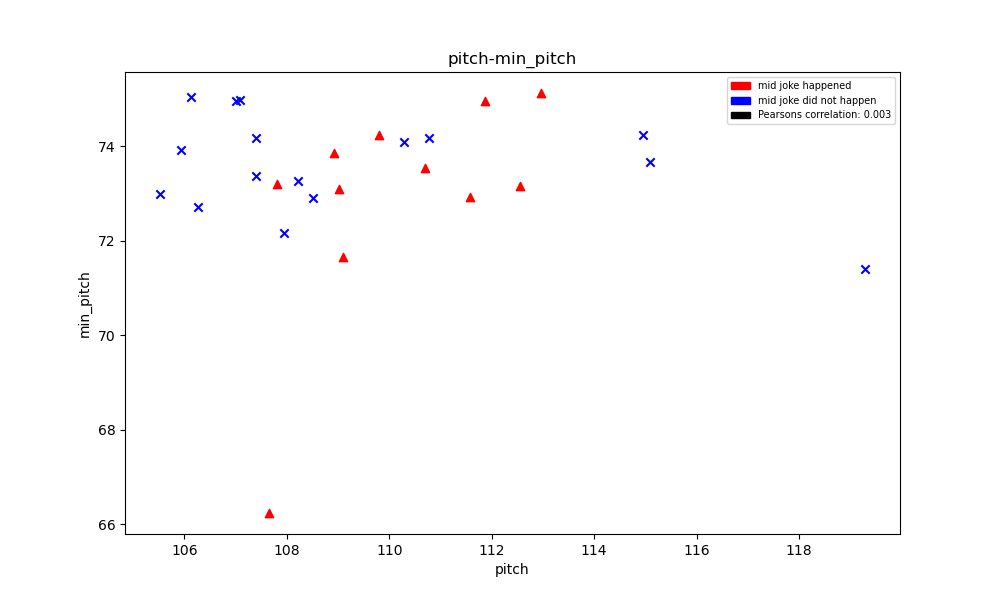 pitch-min_pitch
mid joke happened
mid joke did not happen
Pearsons correlation: 0.003
min_pitch
74
72
70
68
66
106 108 110 112 114 116 118
pitch